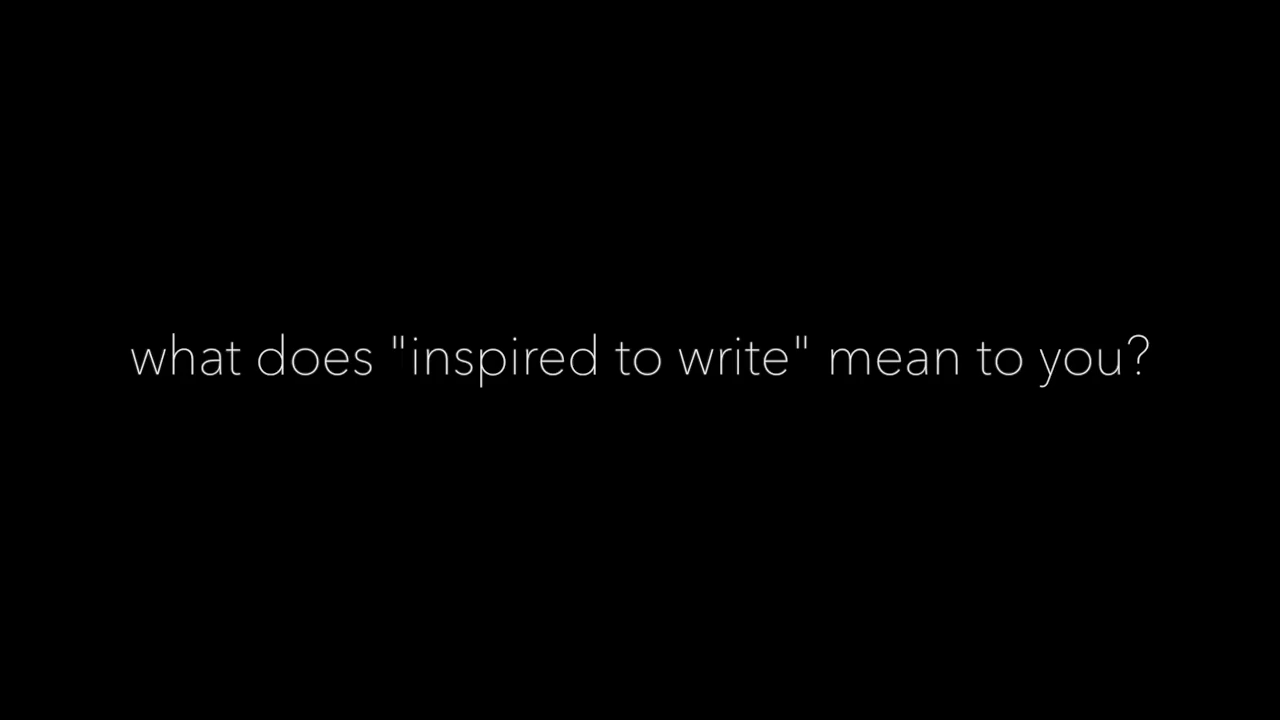 what does "inspired to write" mean to you?